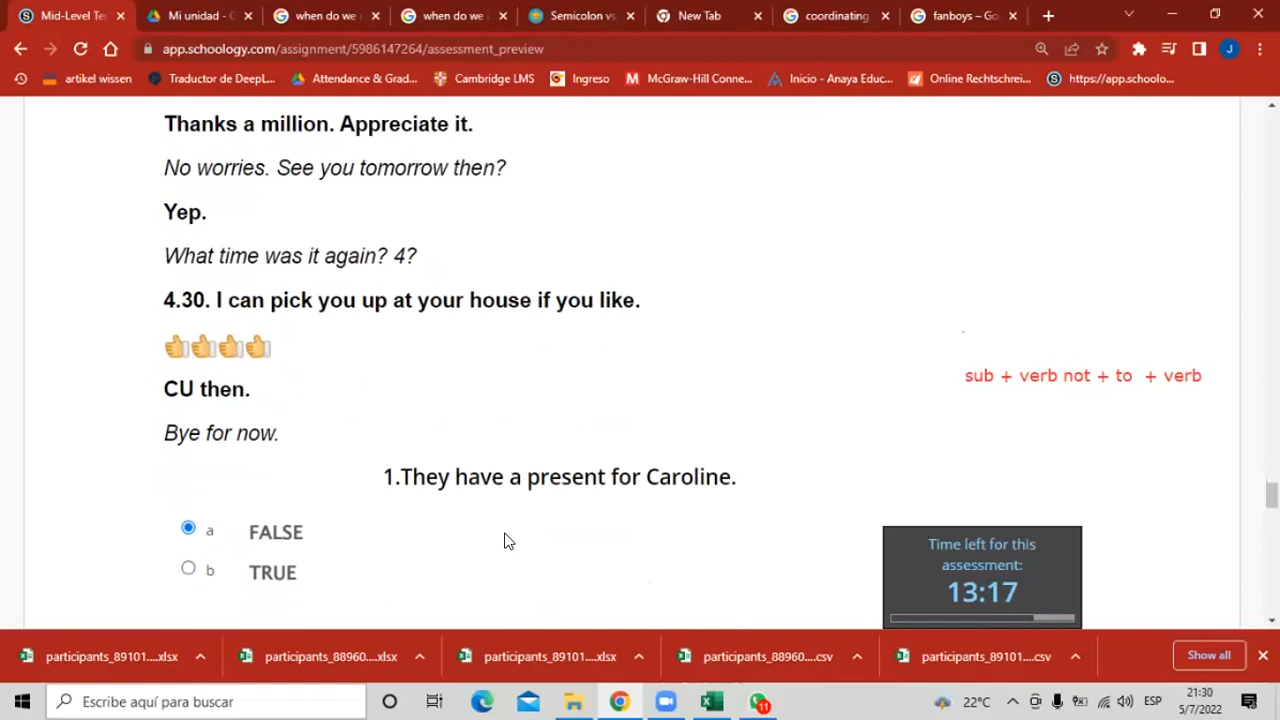 Mid-Level Tes
Mi unidad - G
when do we
when do we
Semicolon vs
New Tab
coordinating
fanboys – Go
app.schoology.com/assignment/5986147264/assessment_preview
J
artikel wissen
Traductor de DeepL...
Attendance & Grad...
Cambridge LMS
Ingreso
McGraw-Hill Conne...
Inicio - Anaya Educ...
Online Rechtschrei...
https://app.schoolo...
Thanks a million. Appreciate it.
No worries. See you tomorrow then?
Yep.
What time was it again? 4?
4.30. I can pick you up at your house if you like.
sub + verb not + to + verb
CU then.
Bye for now.
1.They have a present for Caroline.
a FALSE
b TRUE
Time left for this
assessment:
13:17
participants_89101....xlsx
participants_88960....xlsx
participants_89101....xlsx
participants_88960....csv
participants_89101....csv
Show all
Escribe aquí para buscar
11
22°C
ESP
21:30
5/7/2022